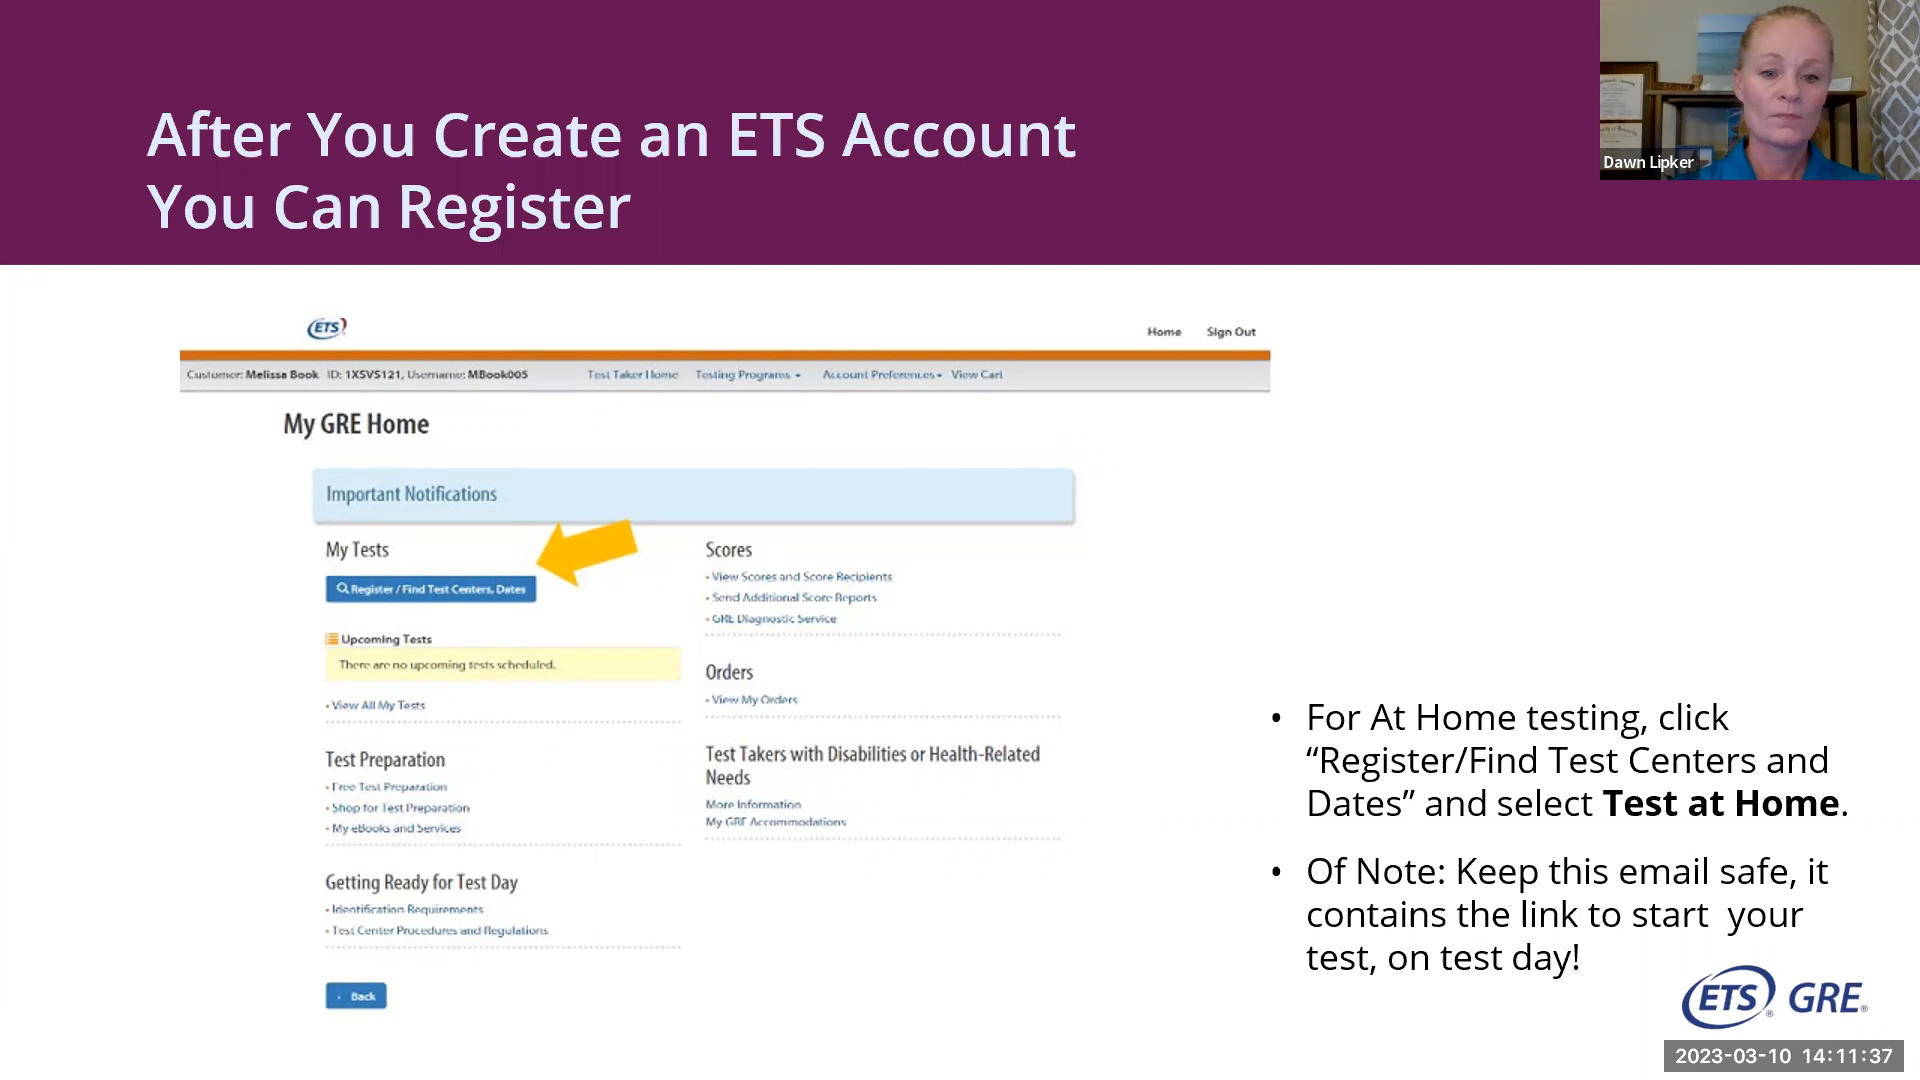 After You Create an ETS Account
You Can Register
Dawn Lipker
ETS
Home Sign Out
Customer: Melissa Book ID: 1XSVS121, Username: MBook005 Test Taker Home Testing Programs Account Preferences View Cart
My GRE Home
Important Notifications
My Tests
Register / Find Test Centers, Dates
Upcoming Tests
There are no upcoming tests scheduled.
View All My Tests
Test Preparation
Free Test Preparation
Shop for Test Preparation
My eBooks and Services
Getting Ready for Test Day
Identification Requirements
Test Center Procedures and Regulations
Back
Scores
View Scores and Score Recipients
Send Additional Score Reports
GRE Diagnostic Service
Orders
View My Orders
Test Takers with Disabilities or Health-Related
Needs
More Information
My GRE Accommodations
• For At Home testing, click
“Register/Find Test Centers and
Dates” and select Test at Home.
• Of Note: Keep this email safe, it
contains the link to start your
test, on test day!
ETS® GRE®
2023-03-10 14:11:37